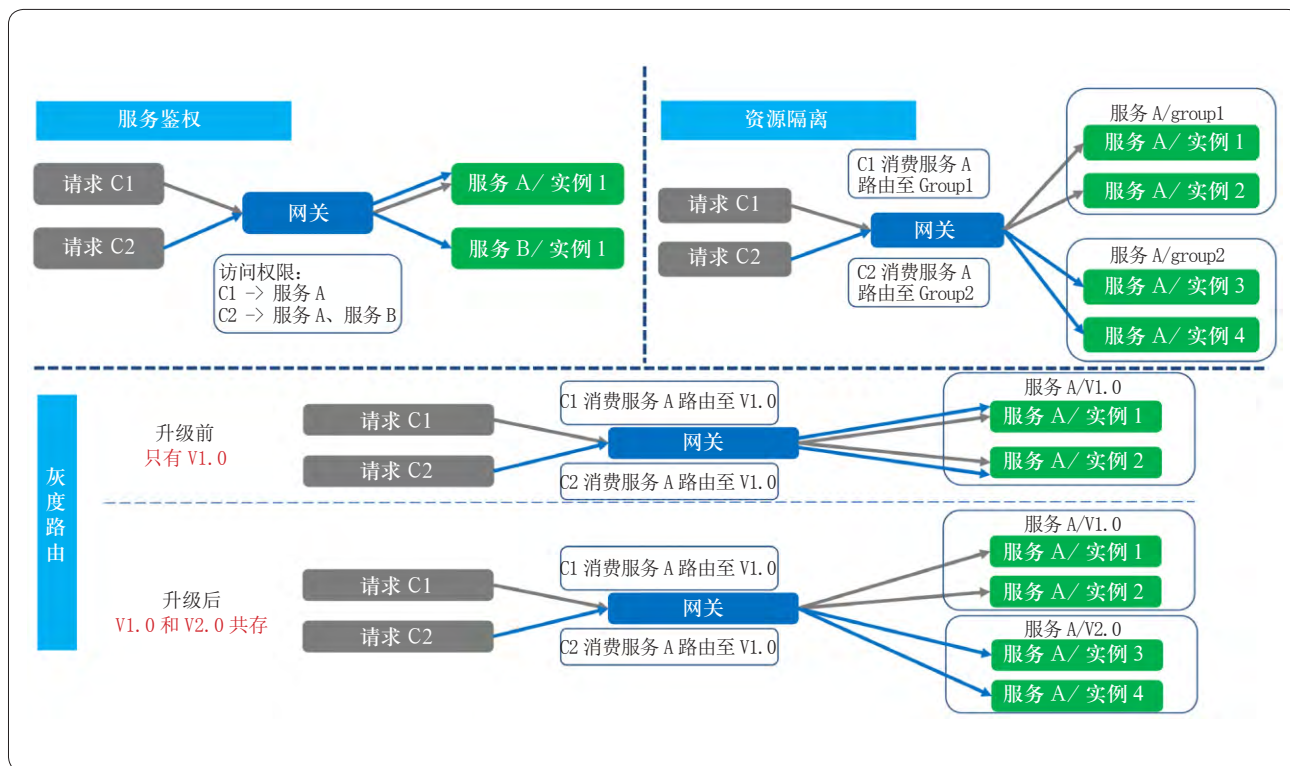 服务鉴权
请求 C1
请求 C2
网关
服务 A/ 实例 1
服务 B/ 实例 1
访问权限:
C1 -> 服务 A
C2 -> 服务 A、服务 B
资源隔离
请求 C1
请求 C2
C1 消费服务 A
路由至 Group1
网关
C2 消费服务 A
路由至 Group2
服务 A/group1
服务 A/ 实例 1
服务 A/ 实例 2
服务 A/group2
服务 A/ 实例 3
服务 A/ 实例 4
灰度路由
升级前
只有 V1.0
请求 C1
请求 C2
C1 消费服务 A 路由至 V1.0
网关
C2 消费服务 A 路由至 V1.0
服务 A/V1.0
服务 A/ 实例 1
服务 A/ 实例 2
升级后
V1.0 和 V2.0 共存
请求 C1
请求 C2
C1 消费服务 A 路由至 V1.0
网关
C2 消费服务 A 路由至 V1.0
服务 A/V1.0
服务 A/ 实例 1
服务 A/ 实例 2
服务 A/V2.0
服务 A/ 实例 3
服务 A/ 实例 4